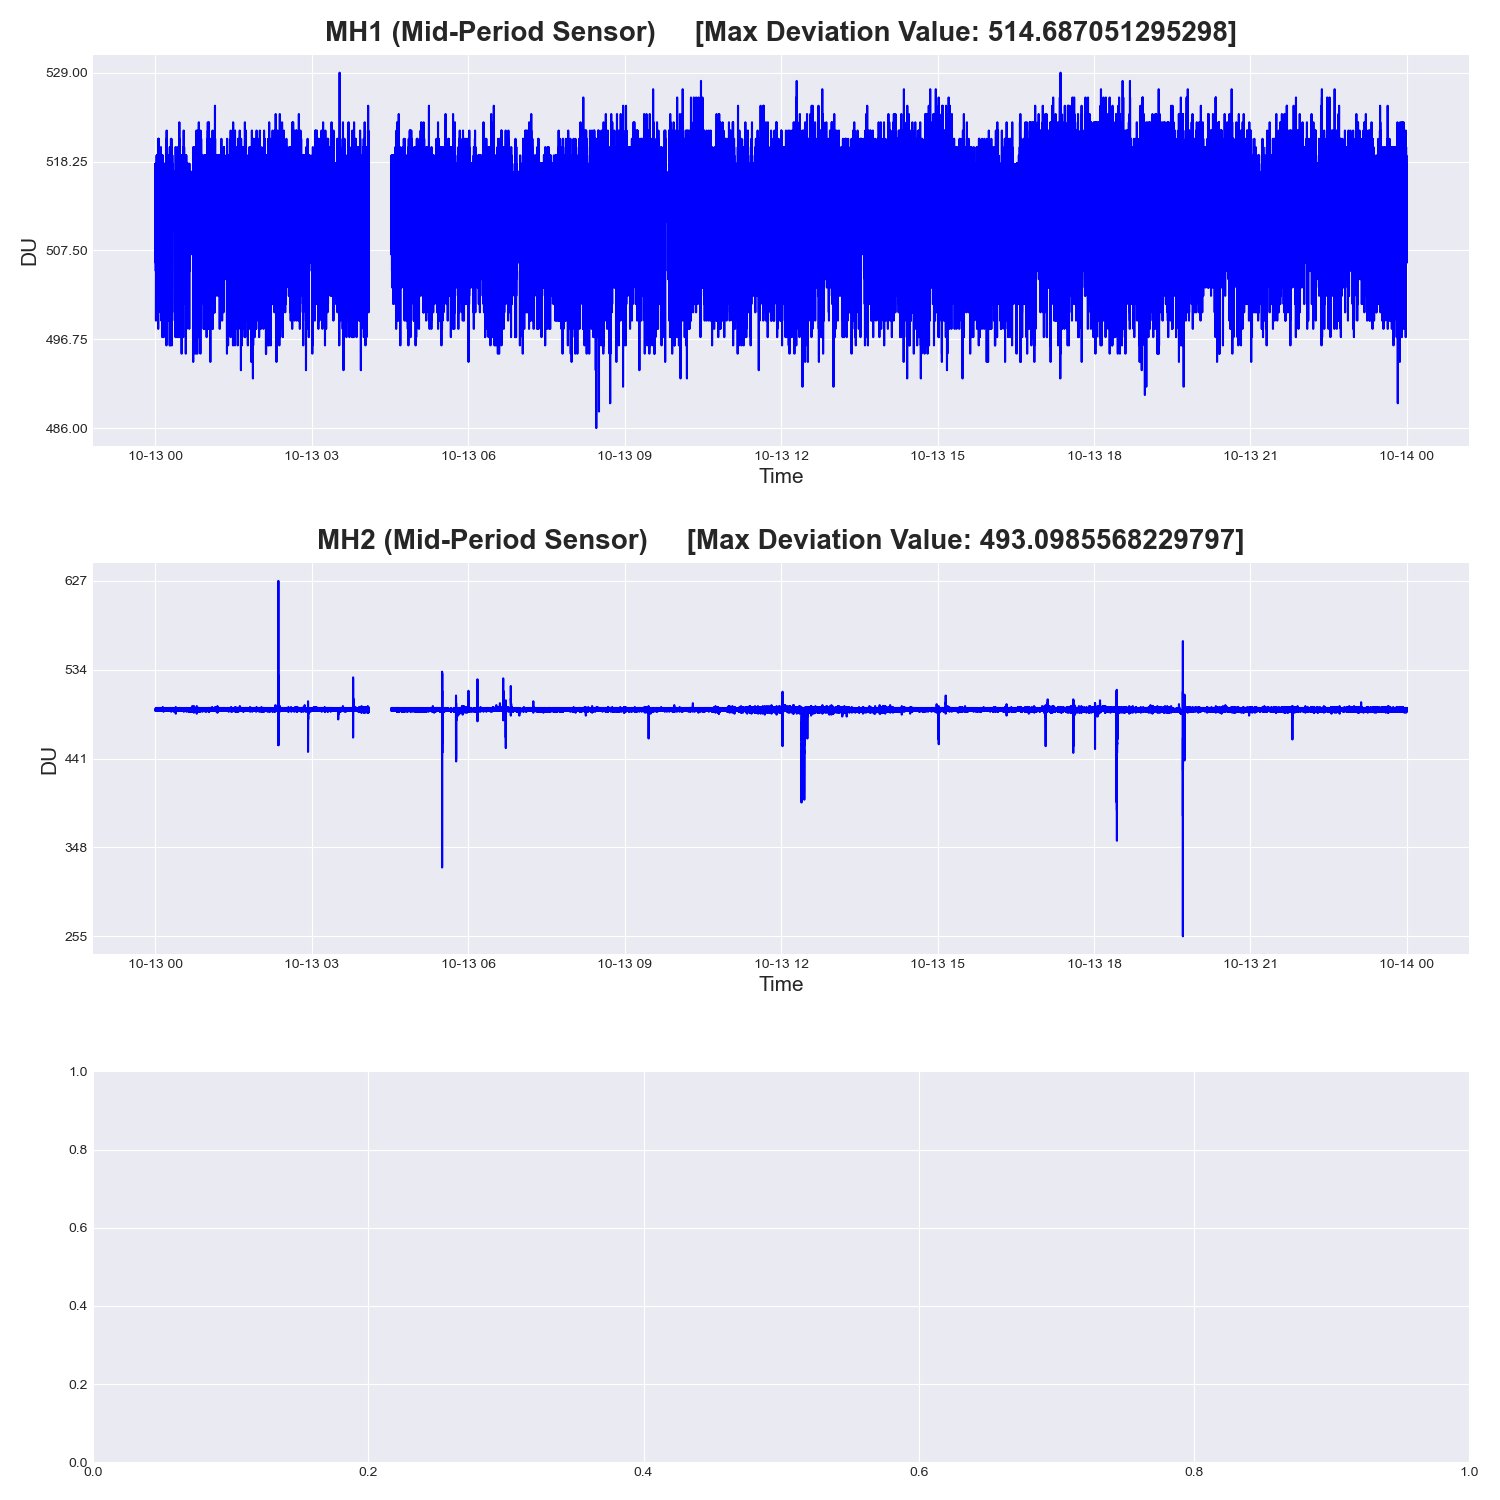 MH1 (Mid-Period Sensor) [Max Deviation Value: 514.687051295298]
529.00
518.25
507.50
496.75
486.00
DU
10-13 00 10-13 03 10-13 06 10-13 09 10-13 12 10-13 15 10-13 18 10-13 21 10-14 00
Time
MH2 (Mid-Period Sensor) [Max Deviation Value: 493.0985568229797]
627
534
441
348
255
DU
10-13 00 10-13 03 10-13 06 10-13 09 10-13 12 10-13 15 10-13 18 10-13 21 10-14 00
Time
1.0
0.8
0.6
0.4
0.2
0.0
0.0 0.2 0.4 0.6 0.8 1.0